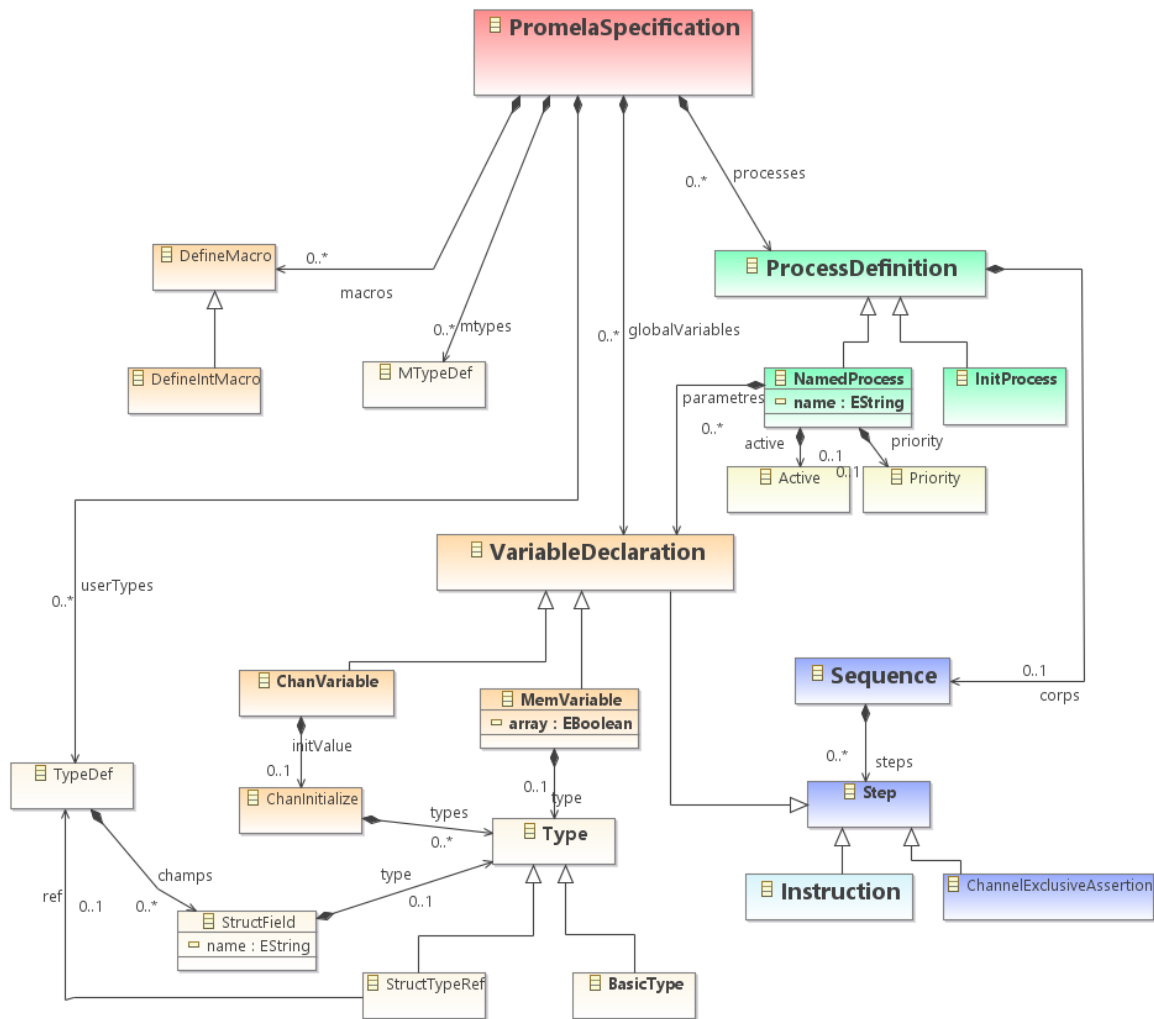 PromelaSpecification
processes
0..*
DefineMacro
0..*
macros
ProcessDefinition
0..*
mtypes
0..*
globalVariables
DefineIntMacro
MTypeDef
NamedProcess
name : EString
InitProcess
parametres
0..*
active
0..1
priority
0..1
Active
Priority
VariableDeclaration
userTypes
0..*
ChanVariable
MemVariable
array : EBoolean
Sequence
0..1
corps
initValue
0..1
0..*
steps
TypeDef
ChanInitialize
0..1
type
Step
types
0..*
Type
champs
0..*
type
0..1
ref
0..1
Instruction
ChannelExclusiveAssertion
StructField
name : EString
StructTypeRef
BasicType